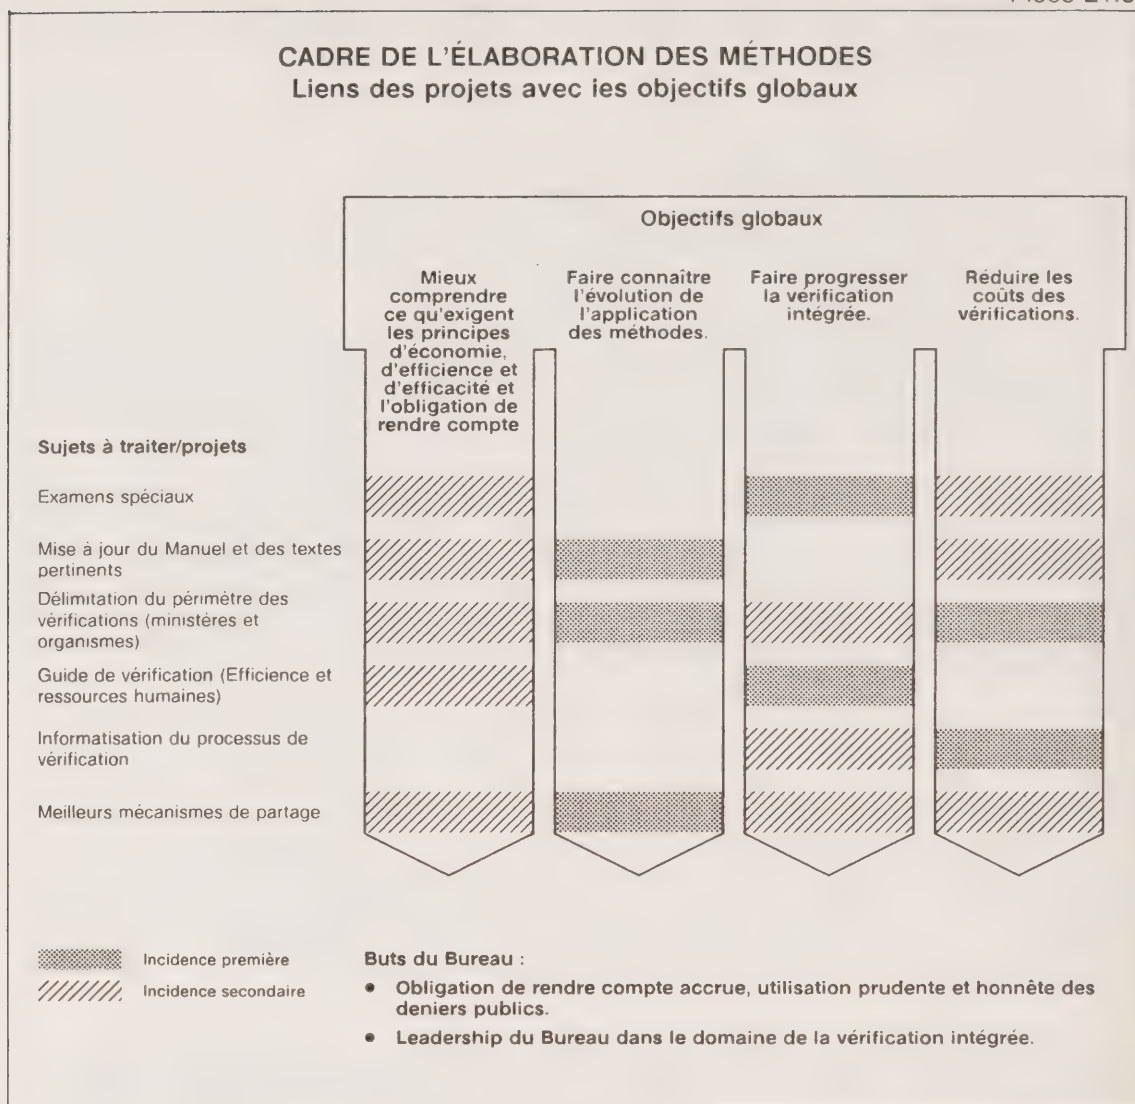 CADRE DE L'ÉLABORATION DES MÉTHODES
Liens des projets avec les objectifs globaux
Objectifs globaux
Mieux
comprendre
ce qu'exigent
les principes
d'économie,
d'efficience et
d'efficacité et
l'obligation de
rendre compte
Faire connaître
l'évolution de
l'application
des méthodes.
Faire progresser
la vérification
intégrée.
Réduire les
coûts des
vérifications.
Sujets à traiter/projets
Examens spéciaux
Mise à jour du Manuel et des textes
pertinents
Délimitation du périmètre des
vérifications (ministères et
organismes)
Guide de vérification (Efficience et
ressources humaines)
Informatisation du processus de
vérification
Meilleurs mécanismes de partage
Incidence première
Incidence secondaire
Buts du Bureau :
• Obligation de rendre compte accrue, utilisation prudente et honnête des
deniers publics.
• Leadership du Bureau dans le domaine de la vérification intégrée.